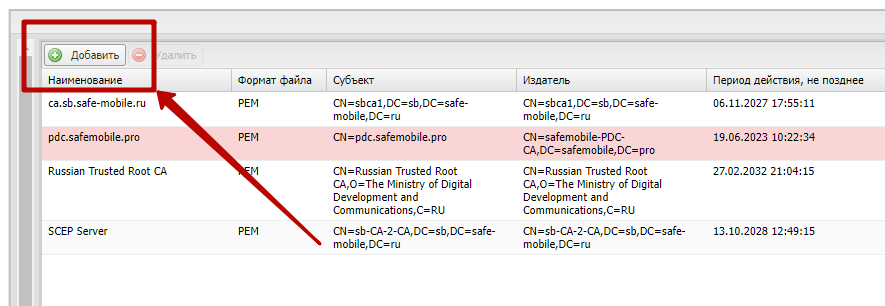 Добавить Удалить
Наименование Формат файла Субъект Издатель Период действия, не позднее
ca.sb.safe-mobile.ru PEM CN=sbca1,DC=sb,DC=safe- CN=sbca1,DC=sb,DC=safe- 06.11.2027 17:55:11
mobile,DC=ru mobile,DC=ru
pdc.safemobile.pro PEM CN=pdc.safemobile.pro CN=safemobile-PDC- 19.06.2023 10:22:34
CA,DC=safemobile,DC=pro
Russian Trusted Root CA PEM CN=Russian Trusted Root CN=Russian Trusted Root 27.02.2032 21:04:15
CA,O=The Ministry of Digital CA,O=The Ministry of Digital
Development and Development and
Communications,C=RU Communications,C=RU
SCEP Server PEM CN=sb-CA-2-CA,DC=sb,DC=safe- CN=sb-CA-2-CA,DC=sb,DC=safe- 13.10.2028 12:49:15
mobile,DC=ru mobile,DC=ru